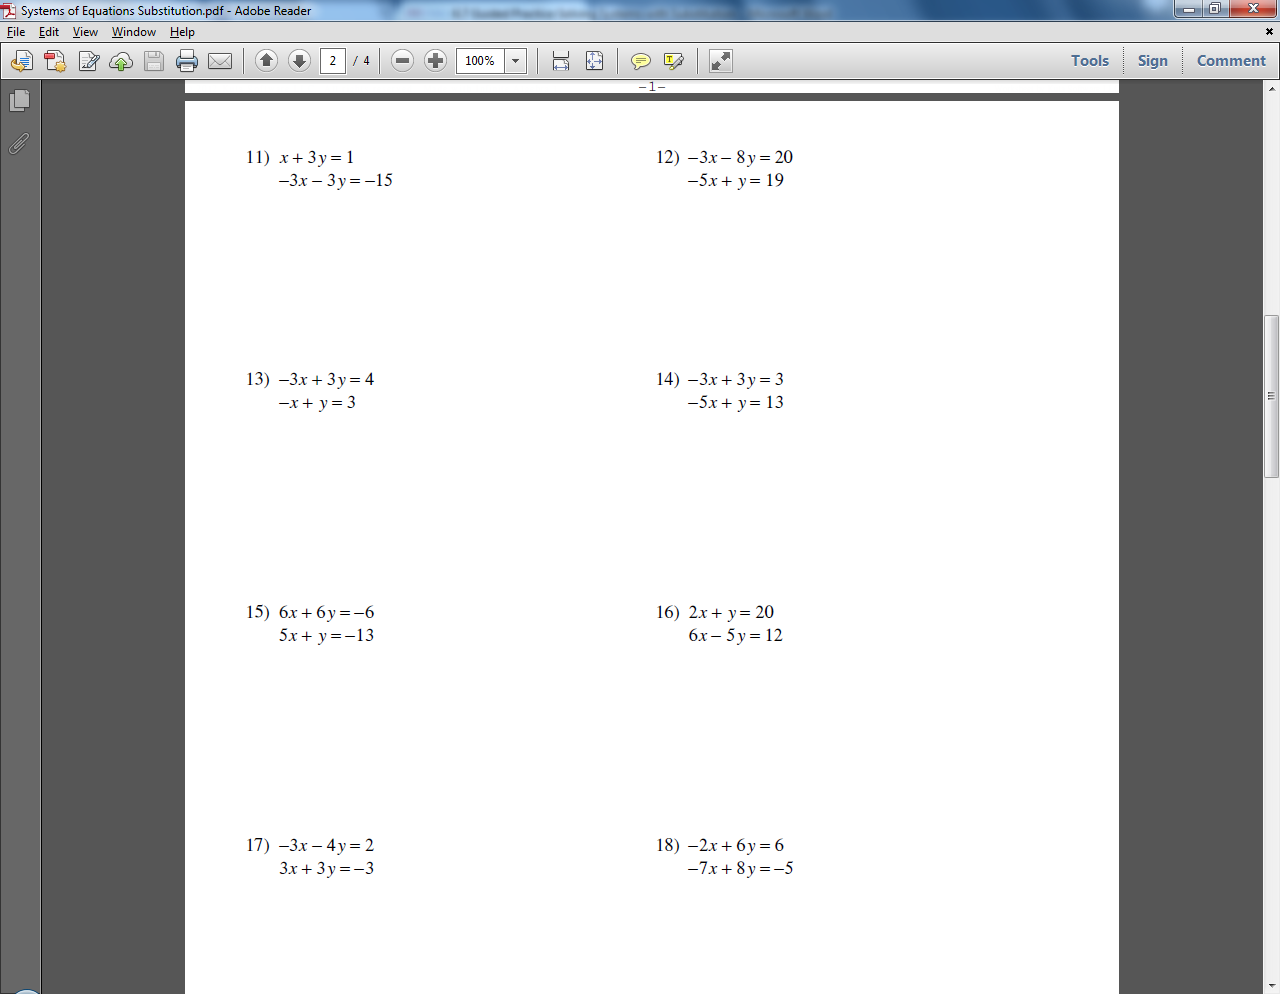 Systems of Equations Substitution.pdf - Adobe Reader
File Edit View Window Help
2 / 4 100% Tools Sign Comment
-1-
11) x + 3y = 1
−3x − 3y = −15
12) −3x − 8y = 20
−5x + y = 19
13) −3x + 3y = 4
−x + y = 3
14) −3x + 3y = 3
−5x + y = 13
15) 6x + 6y = −6
5x + y = −13
16) 2x + y = 20
6x − 5y = 12
17) −3x − 4y = 2
3x + 3y = −3
18) −2x + 6y = 6
−7x + 8y = −5